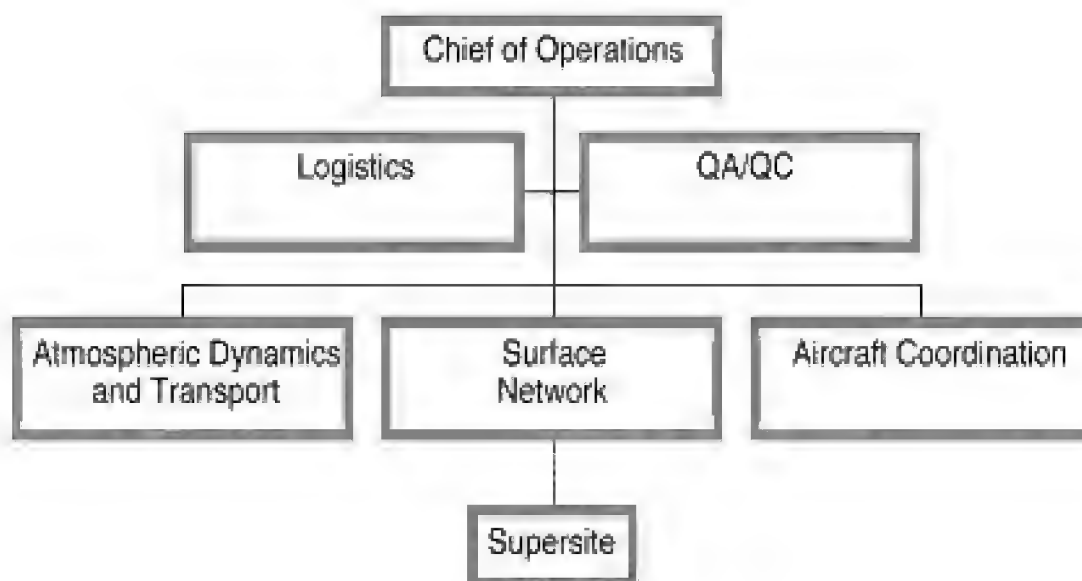 Chief of Operations
Logistics
QA/QC
Atmospheric Dynamics
and Transport
Surface
Network
Aircraft Coordination
Supersite